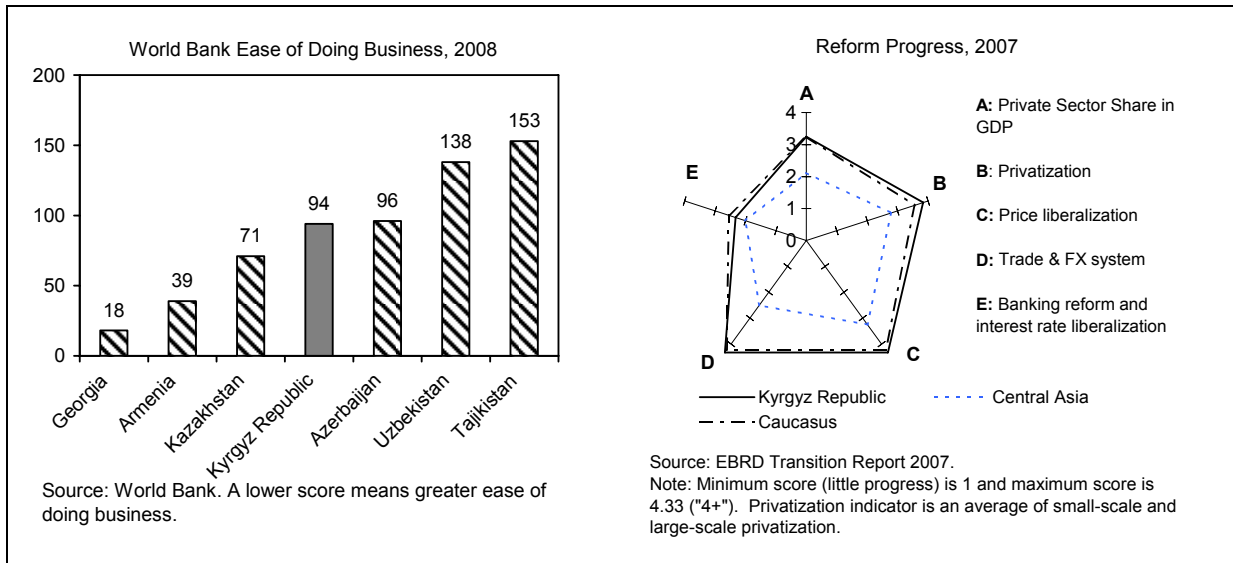 World Bank Ease of Doing Business, 2008
200
150
100
50
0
18
39
71
94
96
138
153
Georgia
Armenia
Kazakhstan
Kyrgyz Republic
Azerbaijan
Uzbekistan
Tajikistan
Source: World Bank. A lower score means greater ease of
doing business.
Reform Progress, 2007
A
B
C
D
E
4
3
2
1
0
A: Private Sector Share in
GDP
B: Privatization
C: Price liberalization
D: Trade & FX system
E: Banking reform and
interest rate liberalization
Kyrgyz Republic
Central Asia
Caucasus
Source: EBRD Transition Report 2007.
Note: Minimum score (little progress) is 1 and maximum score is
4.33 ("4+"). Privatization indicator is an average of small-scale and
large-scale privatization.